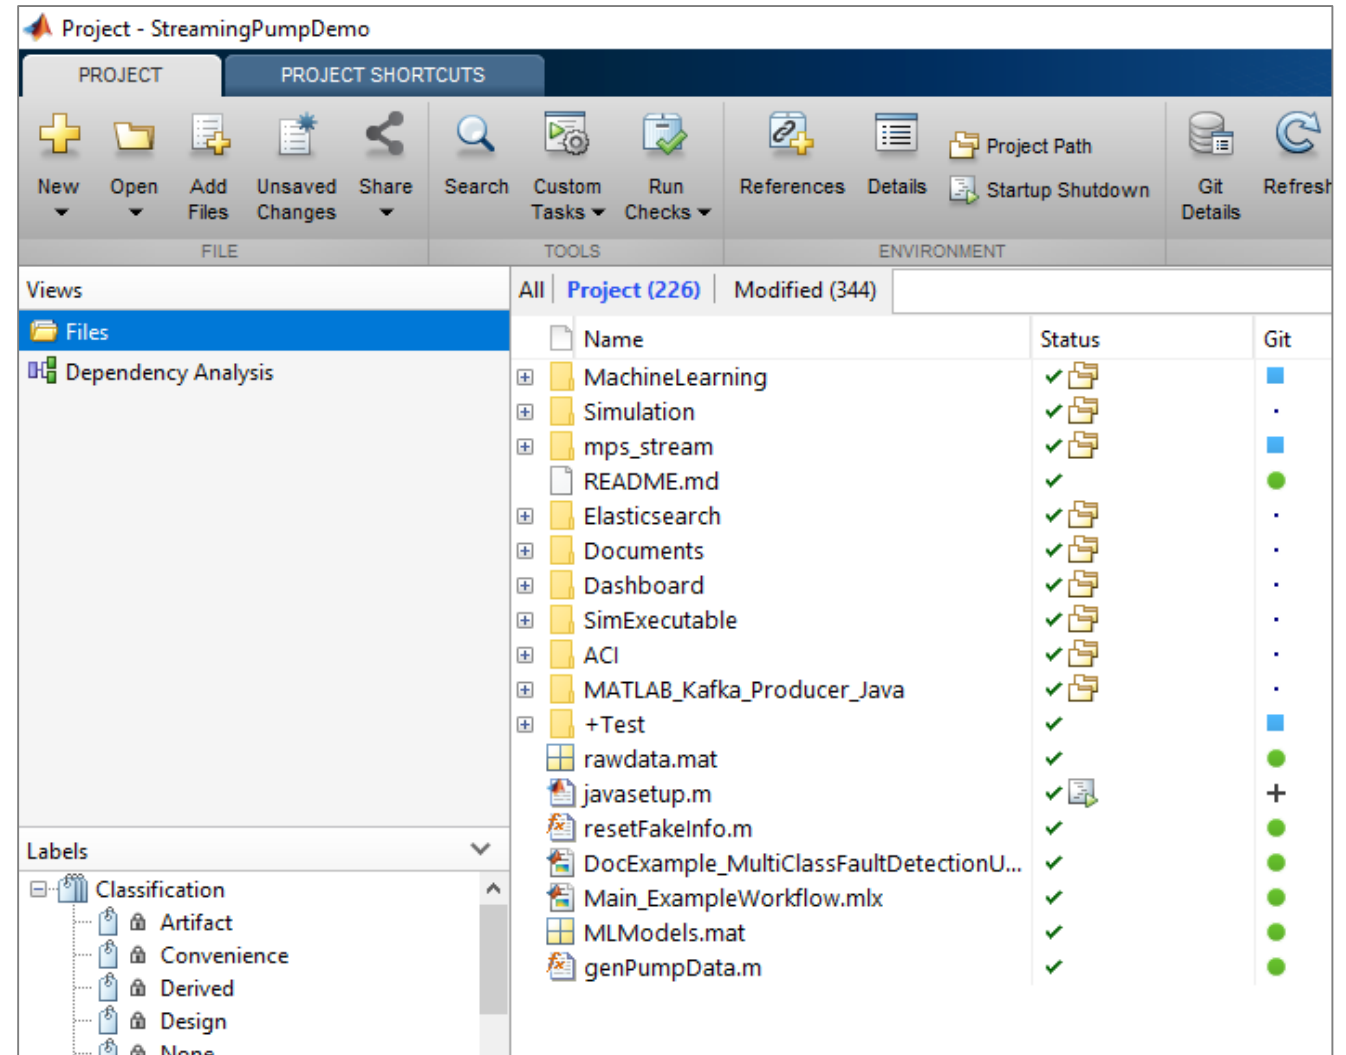 Project - StreamingPumpDemo
PROJECT PROJECT SHORTCUTS
New Open Add Files Unsaved Changes Share Search Custom Tasks Run Checks References Details Project Path Startup Shutdown Git Details Refresh
FILE TOOLS ENVIRONMENT
Views
Files
Dependency Analysis
All Project (226) Modified (344)
Name Status Git
MachineLearning
Simulation
mps_stream
README.md
Elasticsearch
Documents
Dashboard
SimExecutable
ACI
MATLAB_Kafka_Producer_Java
+Test
rawdata.mat
javasetup.m
resetFakeInfo.m
DocExample_MultiClassFaultDetectionU...
Main_ExampleWorkflow.mlx
MLModels.mat
genPumpData.m
Labels
Classification
Artifact
Convenience
Derived
Design
None